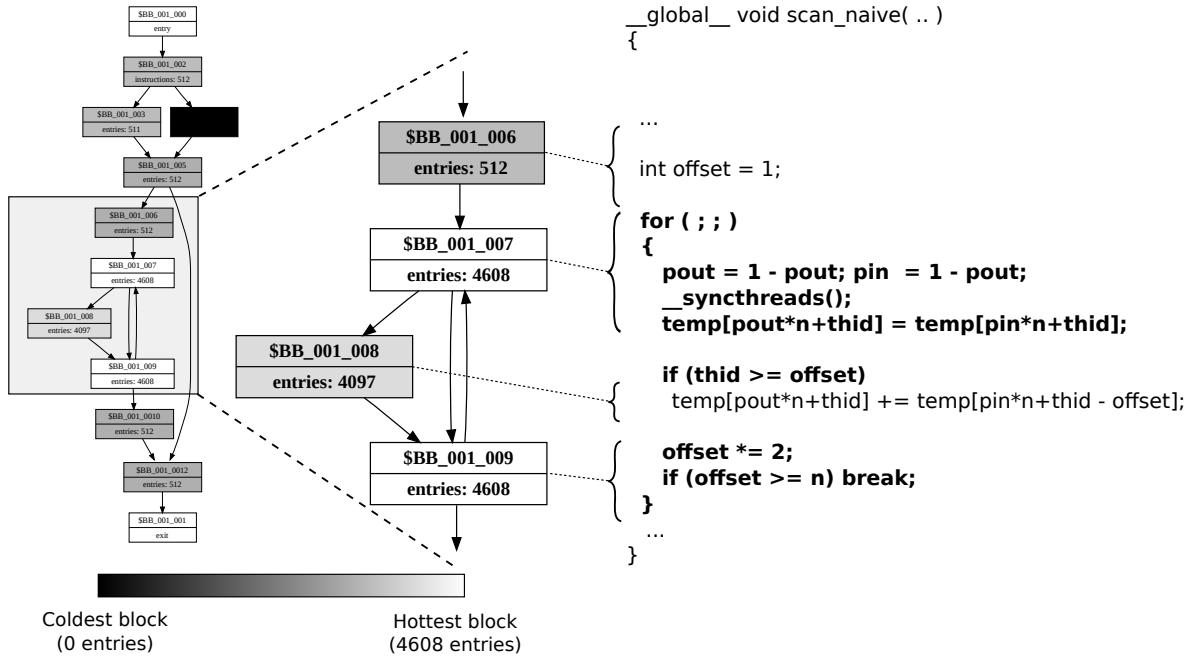 $BB_001_000
entry
$BB_001_002
instructions: 512
$BB_001_003
entries: 511
$BB_001_005
entries: 512
$BB_001_006
entries: 512
$BB_001_007
entries: 4608
$BB_001_008
entries: 4097
$BB_001_009
entries: 4608
$BB_001_0010
entries: 512
$BB_001_0012
entries: 512
$BB_001_001
exit
$BB_001_006
entries: 512
$BB_001_007
entries: 4608
$BB_001_008
entries: 4097
$BB_001_009
entries: 4608
__global__ void scan_naive( .. )
{
...
int offset = 1;
for ( ; ; )
{
pout = 1 - pout; pin = 1 - pout;
__syncthreads();
temp[pout*n+thid] = temp[pin*n+thid];
if (thid >= offset)
temp[pout*n+thid] += temp[pin*n+thid - offset];
offset *= 2;
if (offset >= n) break;
}
...
}
Coldest block
(0 entries)
Hottest block
(4608 entries)